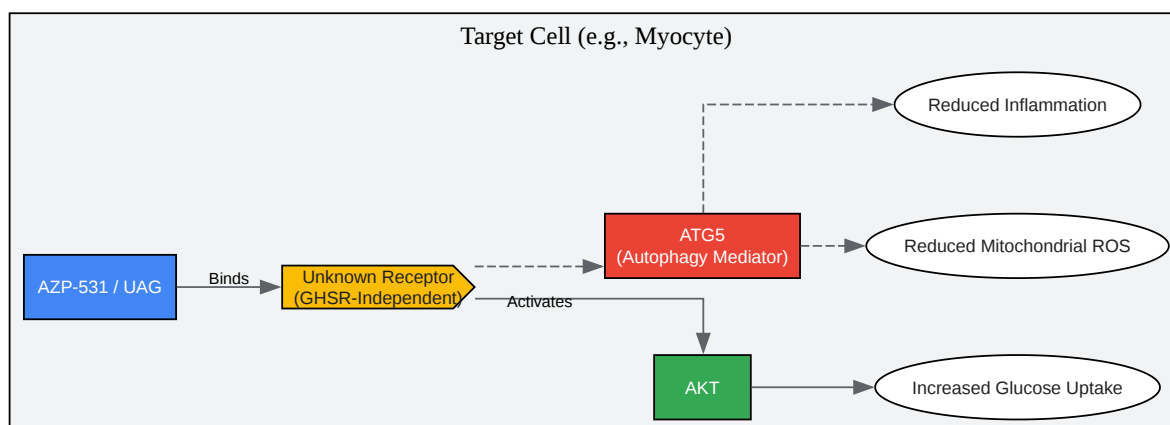 Target Cell (e.g., Myocyte)
Reduced Inflammation
ATG5
(Autophagy Mediator)
Reduced Mitochondrial ROS
AZP-531 / UAG
Binds
Unknown Receptor
(GHSR-Independent)
Activates
AKT
Increased Glucose Uptake